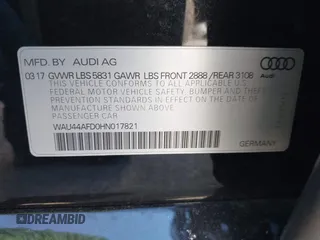 MFD. BY AUDI AG
03 17 GVWR LBS 5831 GAWR LBS FRONT 2888 /REAR 3108
THIS VEHICLE CONFORMS TO ALL APPLICABLE
U.S. FEDERAL MOTOR VEHICLE SAFETY, BUMPER AND THEFT
PREVENTION STANDARDS IN EFFECT ON THE
DATE OF MANUFACTURE SHOWN ABOVE.
PASSENGER CAR
Audi
WAU44AFD0HN017821
GERMANY
DREAMBID